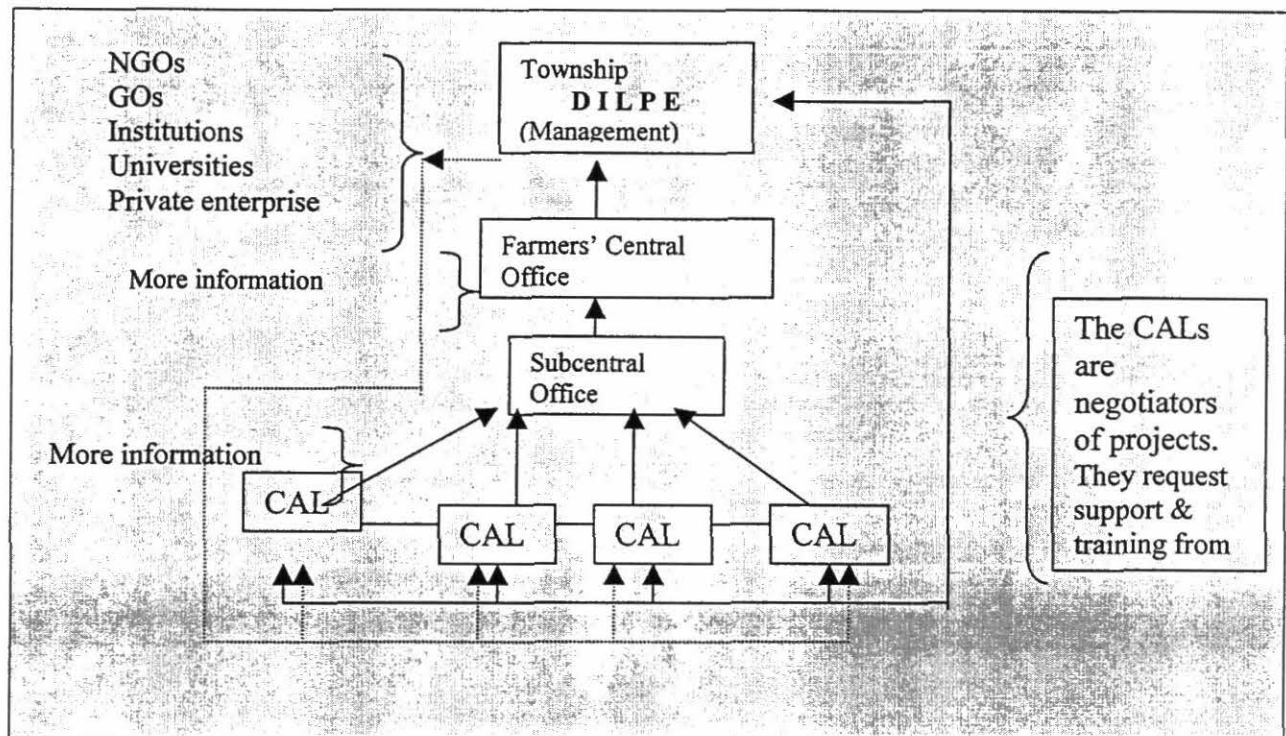 NGOs
GOs
Institutions
Universities
Private enterprise
Township
D I L P E
(Management)
Farmers' Central
Office
More information
Subcentral
Office
More information
CAL
CAL
CAL
CAL
The CALs
are
negotiators
of projects.
They request
support &
training from